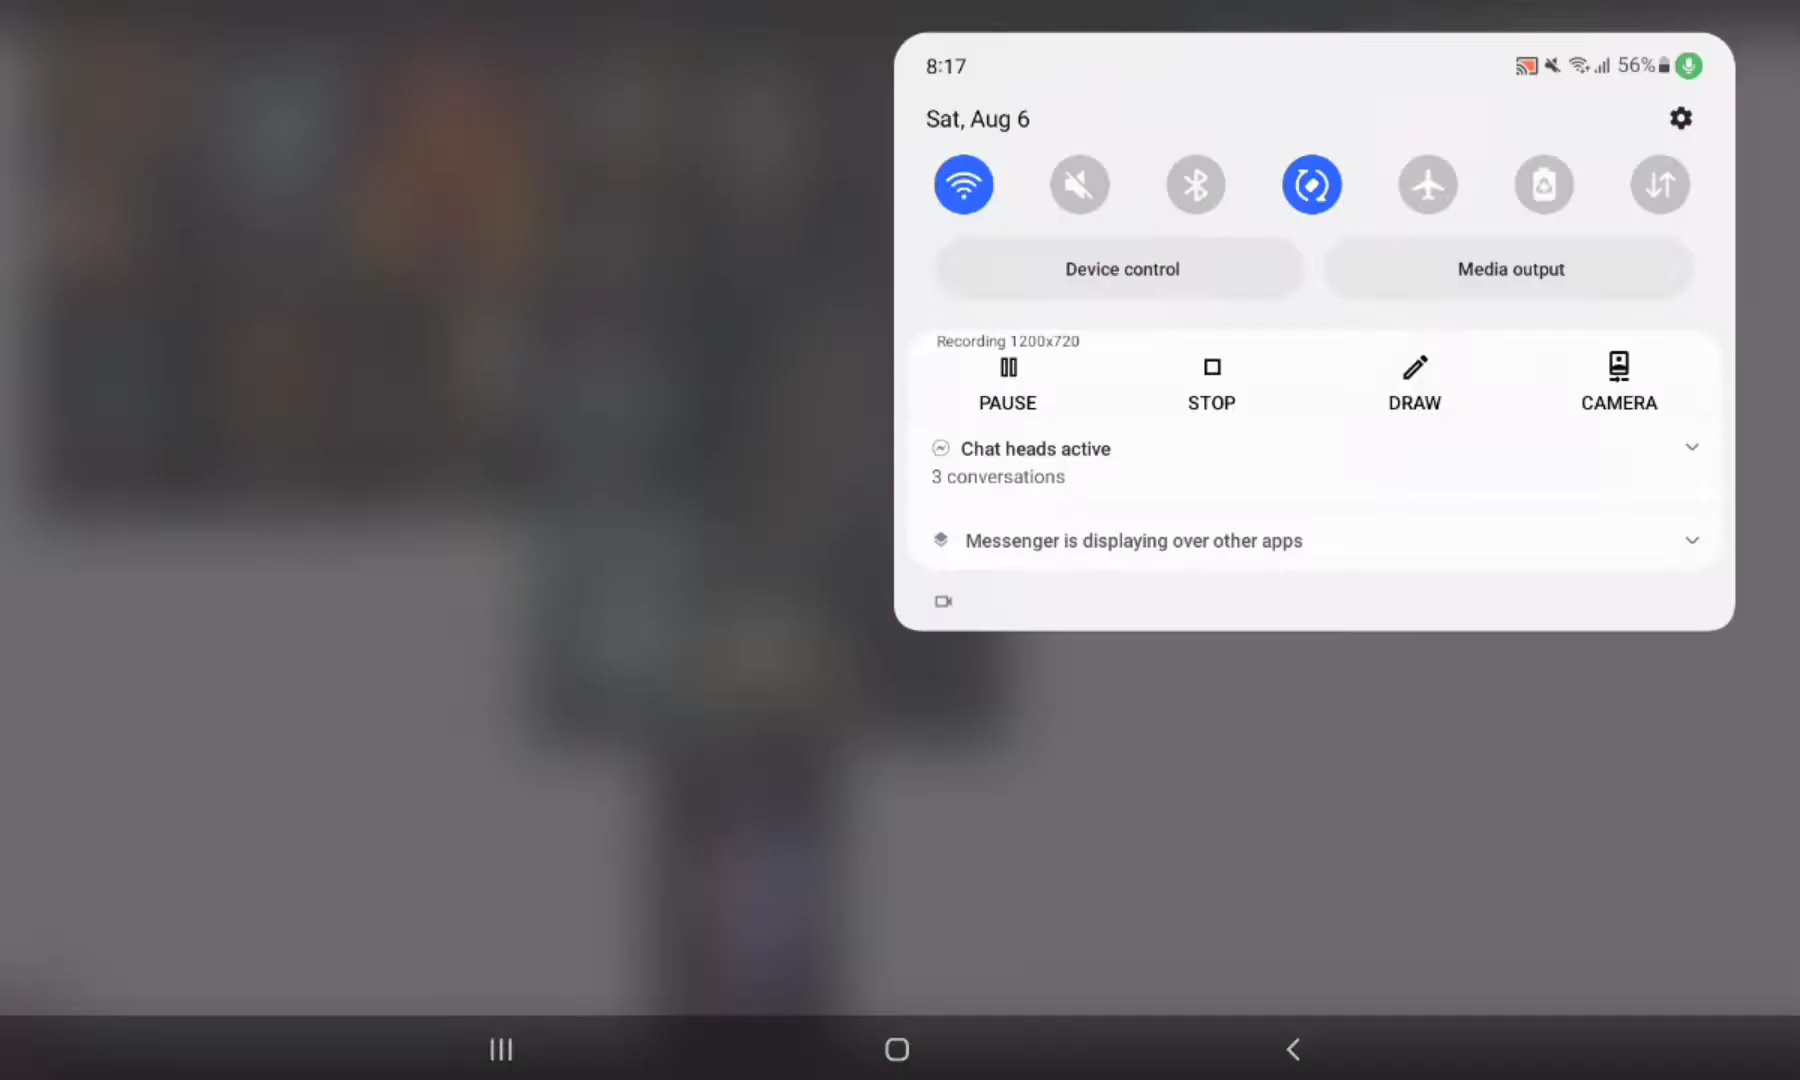 8:17
56%
Sat, Aug 6
Device control
Media output
Recording 1200x720
PAUSE
STOP
DRAW
CAMERA
Chat heads active
3 conversations
Messenger is displaying over other apps